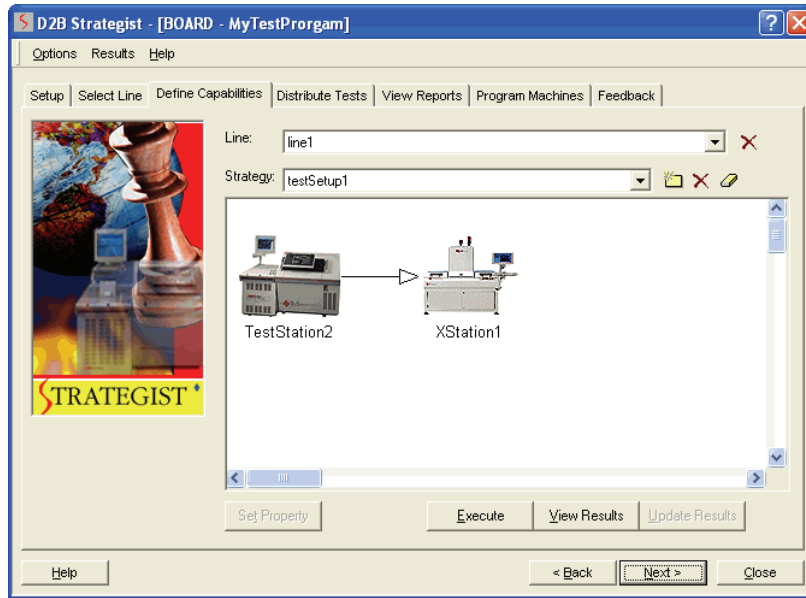 D2B Strategist - [BOARD - MyTestProrgam]
Options Results Help
Setup Select Line Define Capabilities Distribute Tests View Reports Program Machines Feedback
Line: line1
Strategy: testSetup1
TestStation2 XStation1
STRATEGIST
Set Property Execute View Results Update Results
Help < Back Next > Close